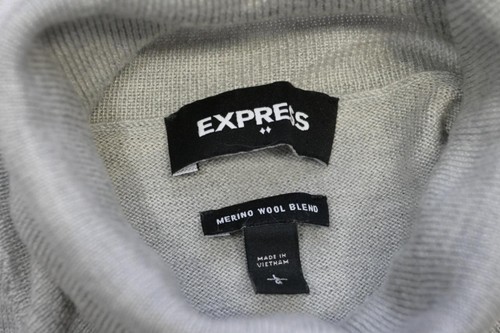 EXPRESS
MERINO WOOL BLEND
MADE IN
VIETNAM
L/G